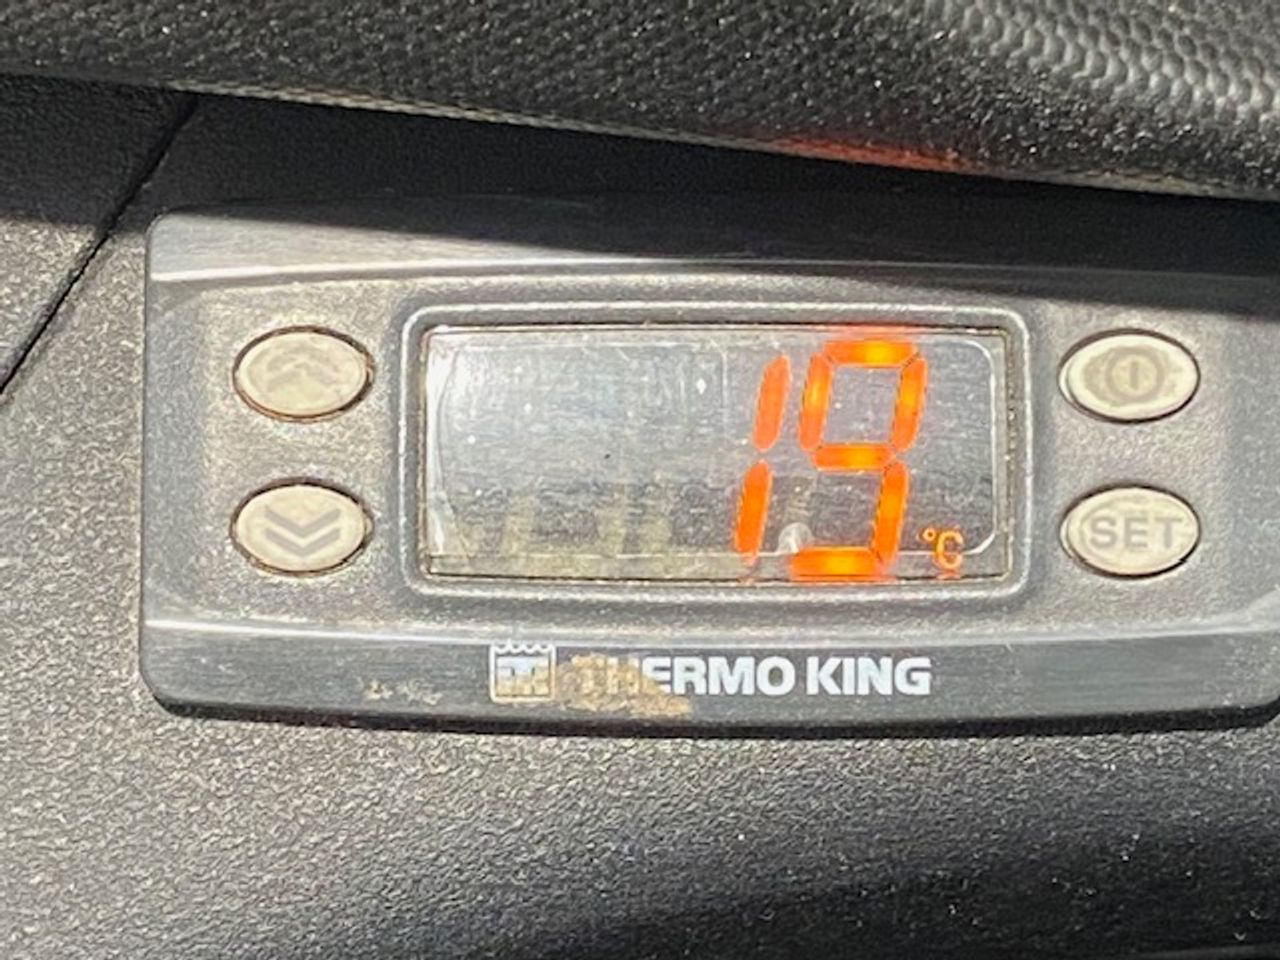 19 °C
SET
THERMO KING